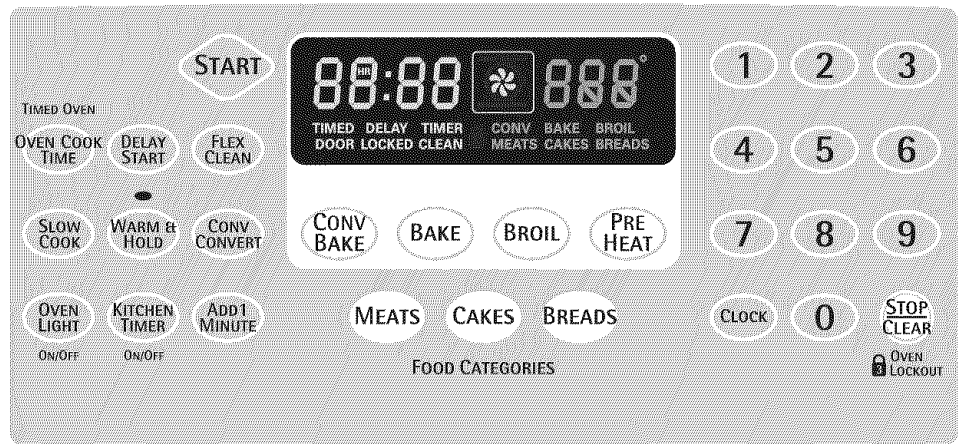 START
88:88
HR
888°
TIMED DELAY TIMER
DOOR LOCKED CLEAN
CONV BAKE BROIL
MEATS CAKES BREADS
1 2 3
TIMED OVEN
OVEN COOK TIME
DELAY START
FLEX CLEAN
4 5 6
SLOW COOK
WARM & HOLD
CONV CONVERT
CONV BAKE
BAKE
BROIL
PRE HEAT
7 8 9
OVEN LIGHT
ON/OFF
KITCHEN TIMER
ON/OFF
ADD 1 MINUTE
MEATS CAKES BREADS
FOOD CATEGORIES
CLOCK
0
STOP
CLEAR
3 OVEN LOCKOUT